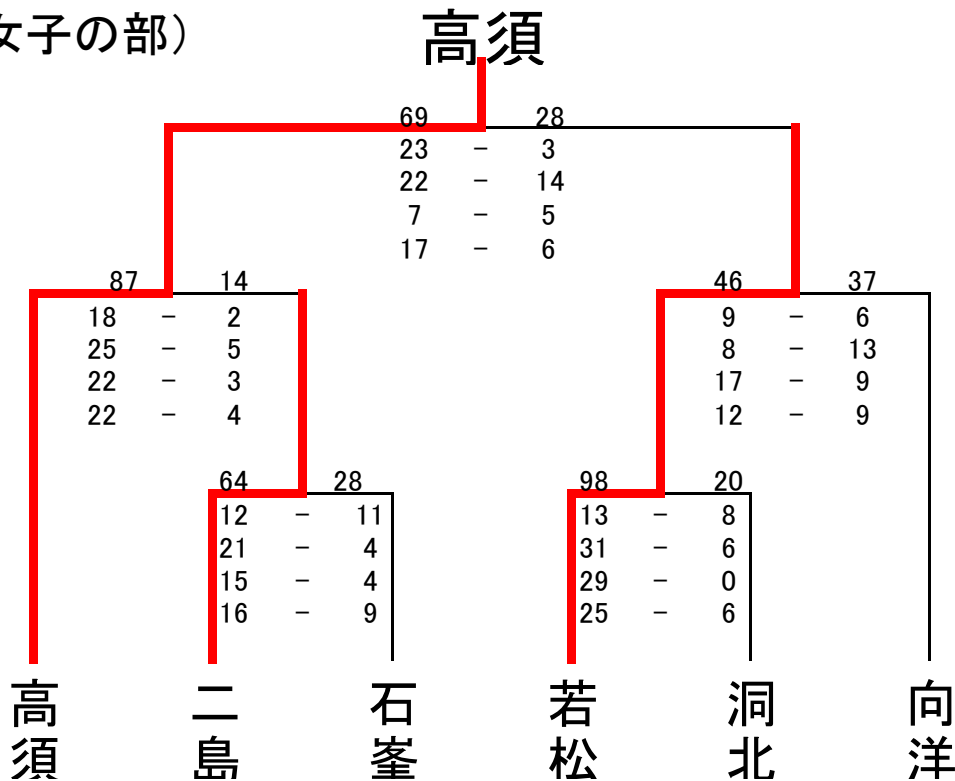 女子の部） 高須
69 28
23 - 3
22 - 14
7 - 5
17 - 6
87 14 46 37
18 - 2 9 - 6
25 - 5 8 - 13
22 - 3 17 - 9
22 - 4 12 - 9
64 28 98 20
12 - 11 13 - 8
21 - 4 31 - 6
15 - 4 29 - 0
16 - 9 25 - 6
高須 二島 石峯 若松 洞北 向洋